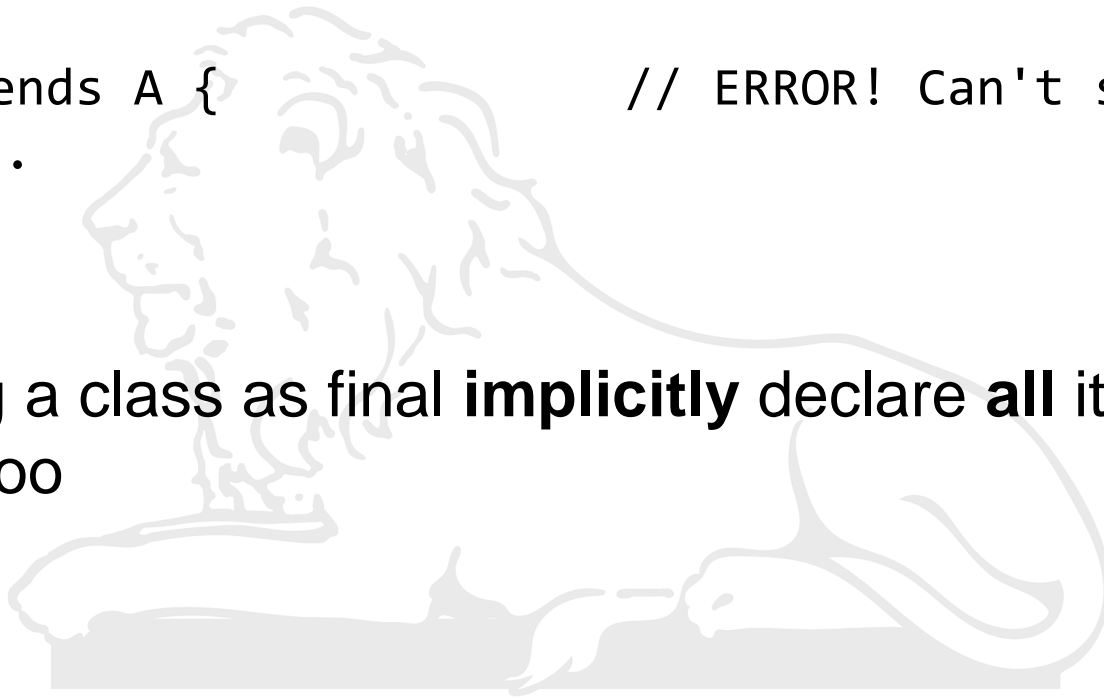 ends A { // ERROR! Can't s
.
g a class as final implicitly declare all it
oo